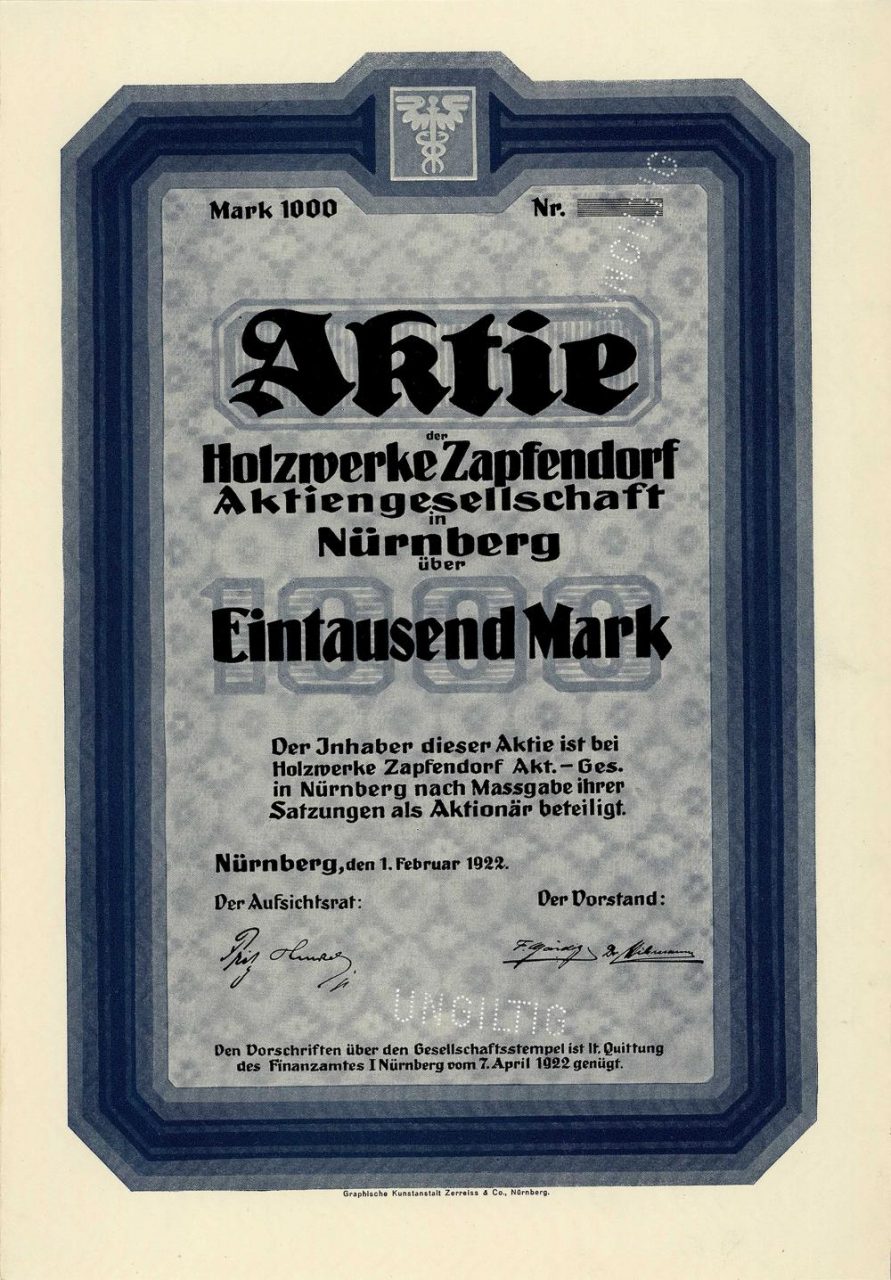 Mark 1000 Nr.
UNGILTIG
Aktie
der
Holzwerke Zapfendorf
Aktiengesellschaft
in
Nürnberg
über
1000
Eintausend Mark
Der Inhaber dieser Aktie ist bei
Holzwerke Zapfendorf Akt.-Ges.
in Nürnberg nach Massgabe ihrer
Satzungen als Aktionär beteiligt.
Nürnberg, den 1. Februar 1922.
Der Aufsichtsrat: Der Vorstand:
UNGILTIG
Den Vorschriften über den Gesellschaftsstempel ist lt. Quittung
des Finanzamtes I Nürnberg vom 7. April 1922 genügt.
Graphische Kunstanstalt Zerreiss & Co., Nürnberg.